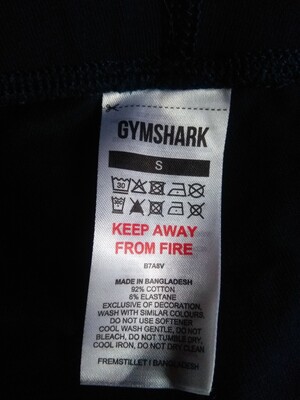 GYMSHARK
S
30
KEEP AWAY
FROM FIRE
B7A8V
MADE IN BANGLADESH
92% COTTON
8% ELASTANE
EXCLUSIVE OF DECORATION,
WASH WITH SIMILAR COLOURS,
DO NOT USE SOFTENER
COOL WASH GENTLE, DO NOT
BLEACH, DO NOT TUMBLE DRY
COOL IRON, DO NOT DRY CLEAN
FREMSTILLET I BANGLADESH